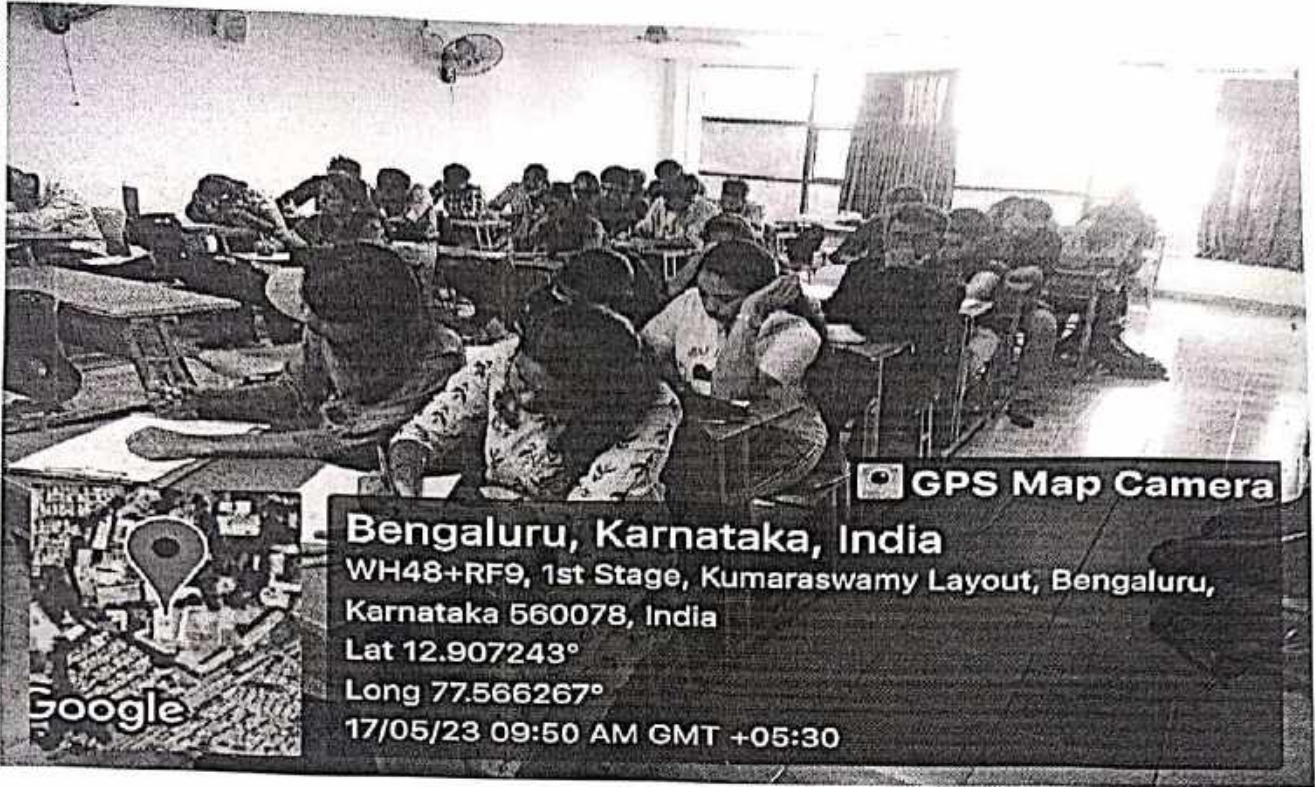 GPS Map Camera
Bengaluru, Karnataka, India
WH48+RF9, 1st Stage, Kumaraswamy Layout, Bengaluru,
Karnataka 560078, India
Lat 12.907243°
Long 77.566267°
17/05/23 09:50 AM GMT +05:30
Google